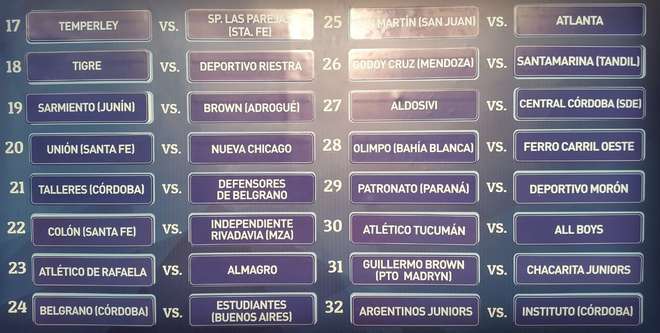 17 TEMPERLEY VS. SP. LAS PAREJAS (STA. FE)
18 TIGRE VS. DEPORTIVO RIESTRA
19 SARMIENTO (JUNÍN) VS. BROWN (ADROGUÉ)
20 UNIÓN (SANTA FE) VS. NUEVA CHICAGO
21 TALLERES (CÓRDOBA) VS. DEFENSORES DE BELGRANO
22 COLÓN (SANTA FE) VS. INDEPENDIENTE RIVADAVIA (MZA)
23 ATLÉTICO DE RAFAELA VS. ALMAGRO
24 BELGRANO (CÓRDOBA) VS. ESTUDIANTES (BUENOS AIRES)
25 SAN MARTÍN (SAN JUAN) VS. ATLANTA
26 GODOY CRUZ (MENDOZA) VS. SANTAMARINA (TANDIL)
27 ALDOSIVI VS. CENTRAL CÓRDOBA (SDE)
28 OLIMPO (BAHÍA BLANCA) VS. FERRO CARRIL OESTE
29 PATRONATO (PARANÁ) VS. DEPORTIVO MORÓN
30 ATLÉTICO TUCUMÁN VS. ALL BOYS
31 GUILLERMO BROWN (PTO MADRYN) VS. CHACARITA JUNIORS
32 ARGENTINOS JUNIORS VS. INSTITUTO (CÓRDOBA)